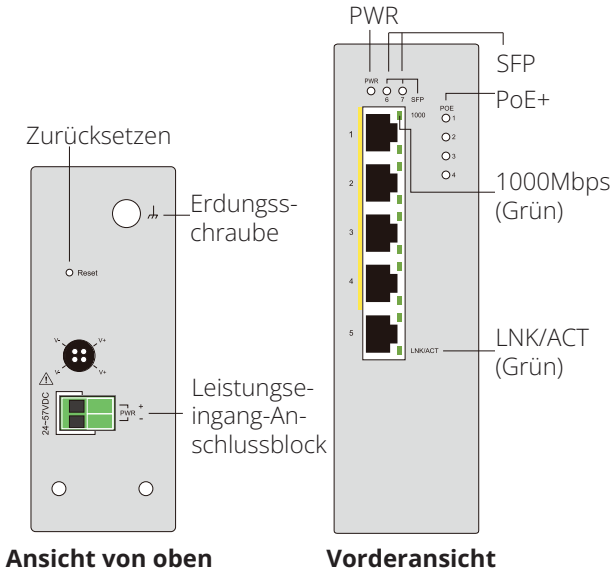 PWR
SFP
PoE+
1000Mbps
(Grün)
LNK/ACT
(Grün)
PWR
6 7 SFP
1000
POE
1
2
3
4
1
2
3
4
5
LNK/ACT
Vorderansicht
Zurücksetzen
Erdungss-
chraube
Reset
V- V+
V- V+
24~57VDC
PWR
+
-
Leistungse-
ingang-An-
schlussblock
Ansicht von oben